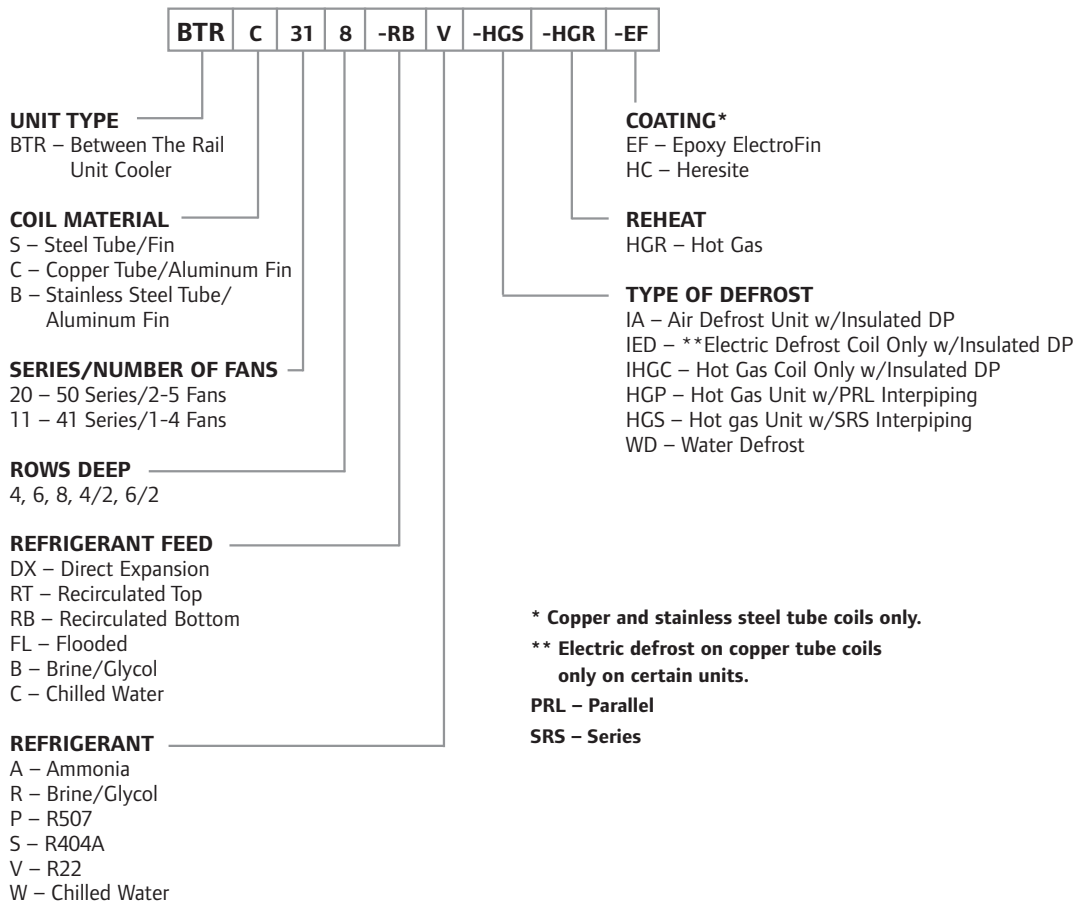 BTR C 31 8 -RB V -HGS -HGR -EF
UNIT TYPE
BTR – Between The Rail
Unit Cooler
COIL MATERIAL
S – Steel Tube/Fin
C – Copper Tube/Aluminum Fin
B – Stainless Steel Tube/
Aluminum Fin
SERIES/NUMBER OF FANS
20 – 50 Series/2-5 Fans
11 – 41 Series/1-4 Fans
ROWS DEEP
4, 6, 8, 4/2, 6/2
REFRIGERANT FEED
DX – Direct Expansion
RT – Recirculated Top
RB – Recirculated Bottom
FL – Flooded
B – Brine/Glycol
C – Chilled Water
REFRIGERANT
A – Ammonia
R – Brine/Glycol
P – R507
S – R404A
V – R22
W – Chilled Water
COATING*
EF – Epoxy ElectroFin
HC – Heresite
REHEAT
HGR – Hot Gas
TYPE OF DEFROST
IA – Air Defrost Unit w/Insulated DP
IED – **Electric Defrost Coil Only w/Insulated DP
IHGC – Hot Gas Coil Only w/Insulated DP
HGP – Hot Gas Unit w/PRL Interpiping
HGS – Hot gas Unit w/SRS Interpiping
WD – Water Defrost
* Copper and stainless steel tube coils only.
** Electric defrost on copper tube coils
only on certain units.
PRL – Parallel
SRS – Series